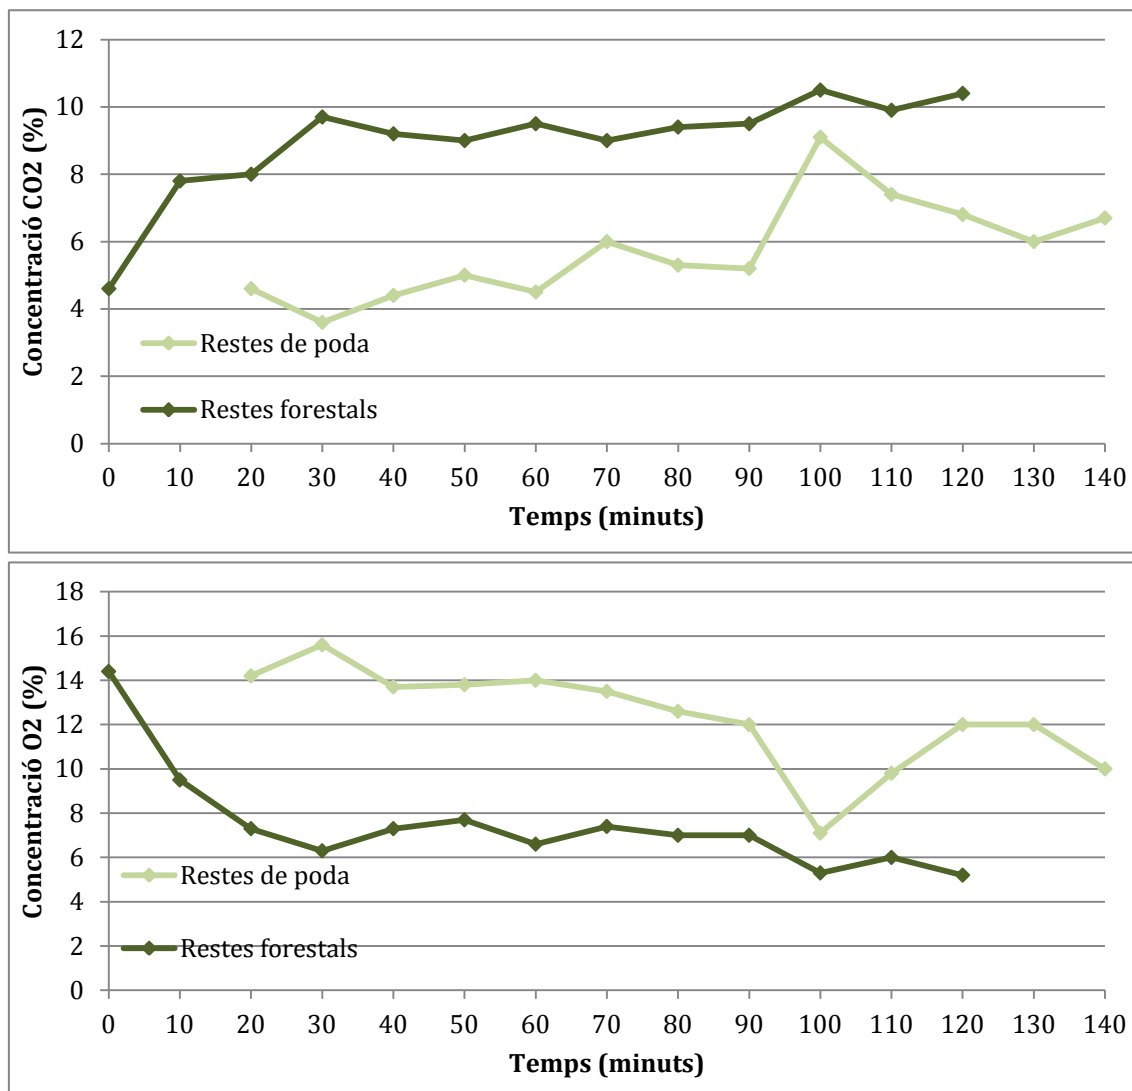 Concentració CO2 (%)
12
10
8
6
4
2
0
Restes de poda
Restes forestals
0 10 20 30 40 50 60 70 80 90 100 110 120 130 140
Temps (minuts)
Concentració O2 (%)
18
16
14
12
10
8
6
4
2
0
Restes de poda
Restes forestals
0 10 20 30 40 50 60 70 80 90 100 110 120 130 140
Temps (minuts)